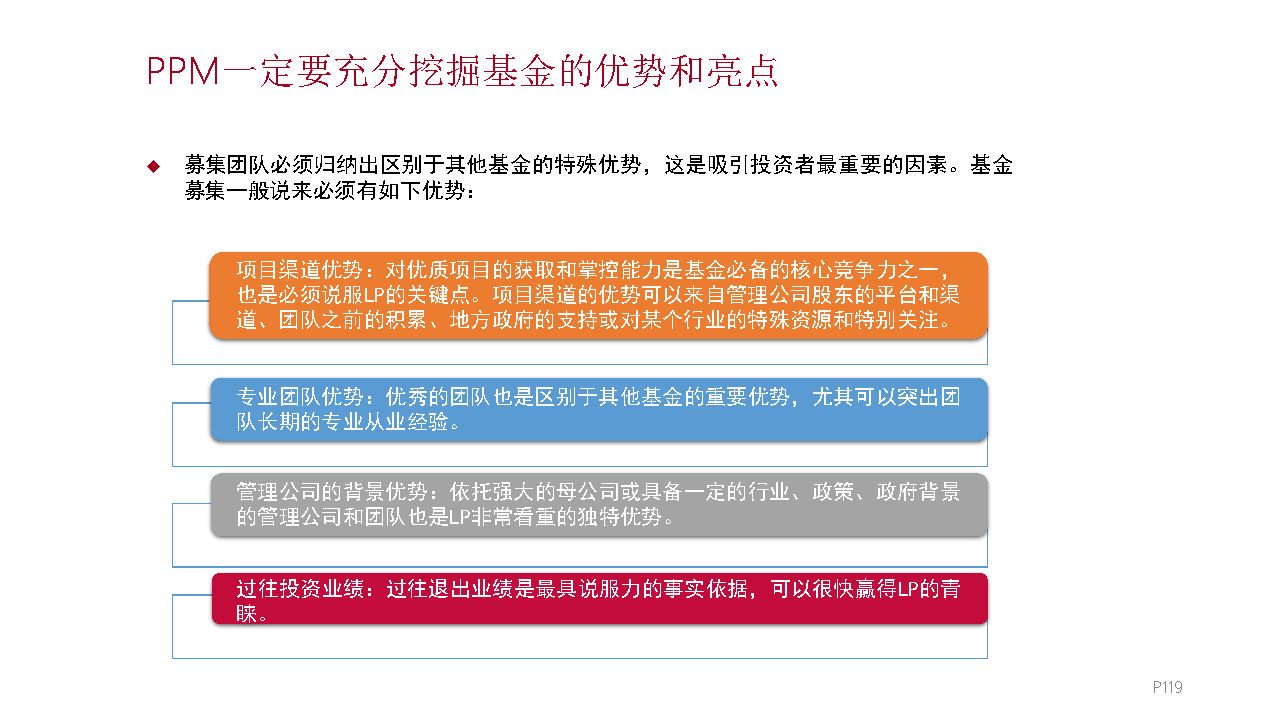 PPM一定要充分挖掘基金的优势和亮点
募集团队必须归纳出区别于其他基金的特殊优势，这是吸引投资者最重要的因素。基金
募集一般说来必须有如下优势：
项目渠道优势：对优质项目的获取和掌控能力是基金必备的核心竞争力之一，
也是必须说服LP的关键点。项目渠道的优势可以来自管理公司股东的平台和渠
道、团队之前的积累、地方政府的支持或对某个行业的特殊资源和特别关注。
专业团队优势：优秀的团队也是区别于其他基金的重要优势，尤其可以突出团
队长期的专业从业经验。
管理公司的背景优势：依托强大的母公司或具备一定的行业、政策、政府背景
的管理公司和团队也是LP非常看重的独特优势。
过往投资业绩：过往退出业绩是最具说服力的事实依据，可以很快赢得LP的青
睐。
P119